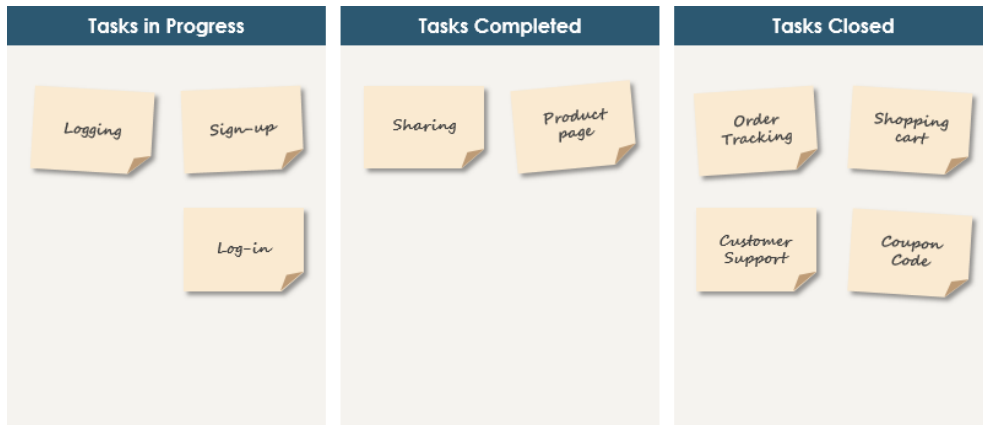 Tasks in Progress
Logging
Sign-up
Log-in
Tasks Completed
Sharing
Product
page
Tasks Closed
Order
Tracking
Shopping
cart
Customer
Support
Coupon
Code